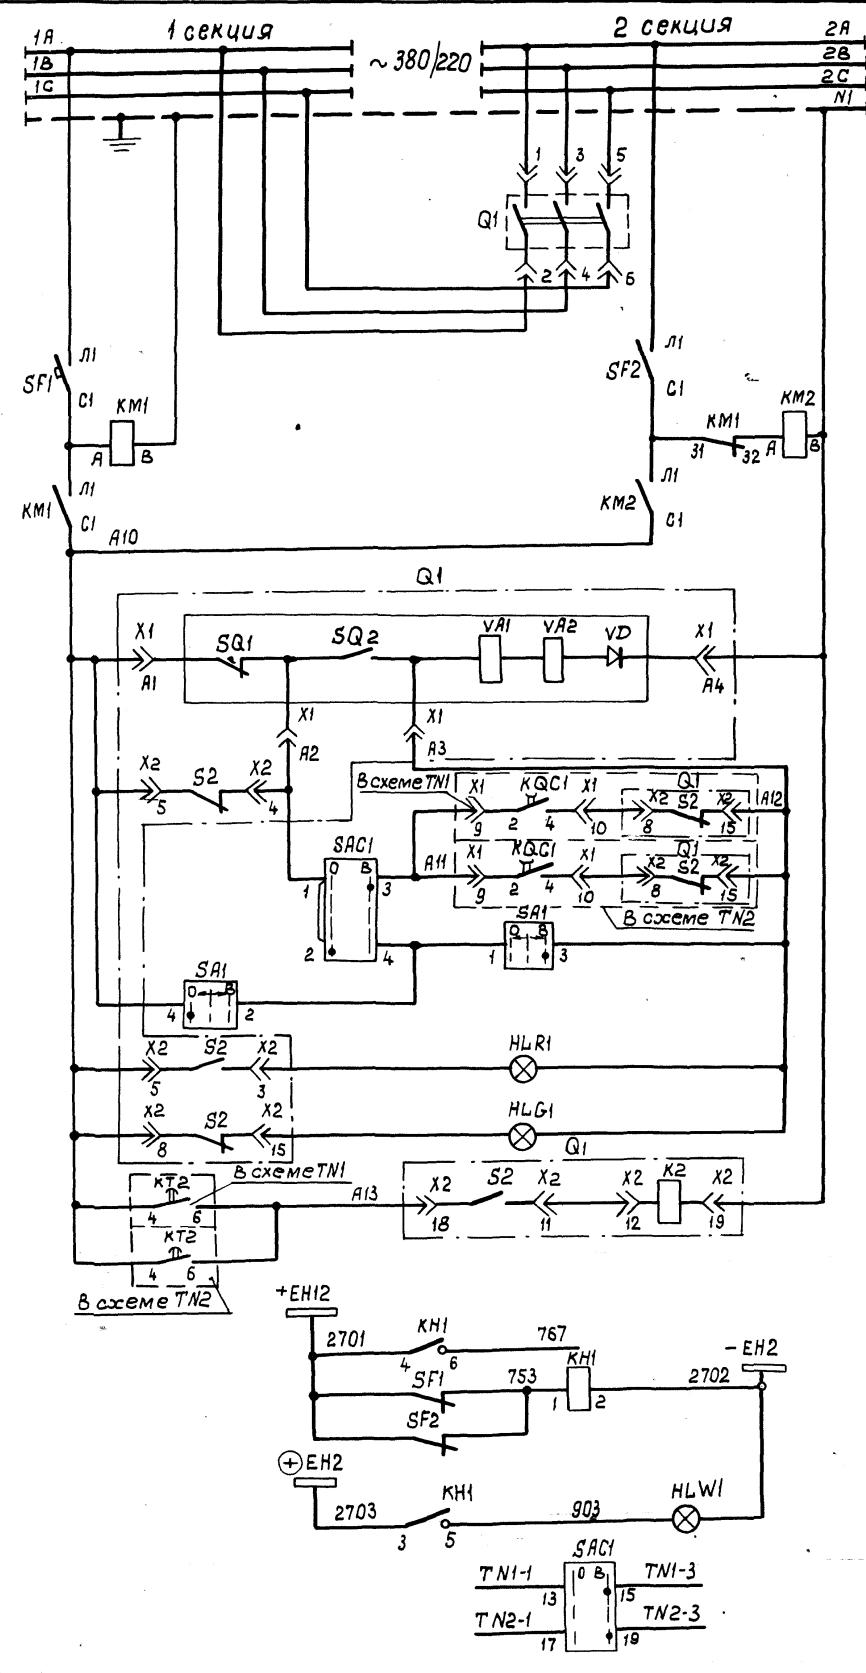 1A 1 секция 2 секция 2A
1B ~380/220 2B
1C 2C
N1
1 3 5
Q1
2 4 6
Л1 Л1
SF1 SF2
C1 KM1 C1 KM1 KM2
A B 31 32 A B
Л1 Л1
KM1 KM2
C1 C1
A10
Q1
X1 SQ1 SQ2 VA1 VA2 VD X1
A1 A4
X1 X1
A2 A3
X2 S2 X2 В схеме TN1 X1 KQC1 X1 Q1 X2 S2 X2 A12
5 4 9 2 4 10 8 15
SAC1 A11 X1 KQC1 X1 Q1 X2 S2 X2
O B
1 3 9 2 4 10 8 15
В схеме TN2
SA1
O B
2 4 1 3
SA1
O B
4 2
X2 S2 X2 HLR1
5 3
X2 S2 X2 HLG1
8 15
Q1
KT2 В схеме TN1 A13 X2 S2 X2 X2 K2 X2
4 6 18 11 12 19
KT2
4 6
В схеме TN2
+EH12
2701 KH1 767
4 6 KH1 -EH2
SF1 753 2702
1 2
SF2
+ EH2
2703 KH1 903 HLW1
3 5
SAC1
TN1-1 O B TN1-3
13 15
TN2-1 TN2-3
17 19